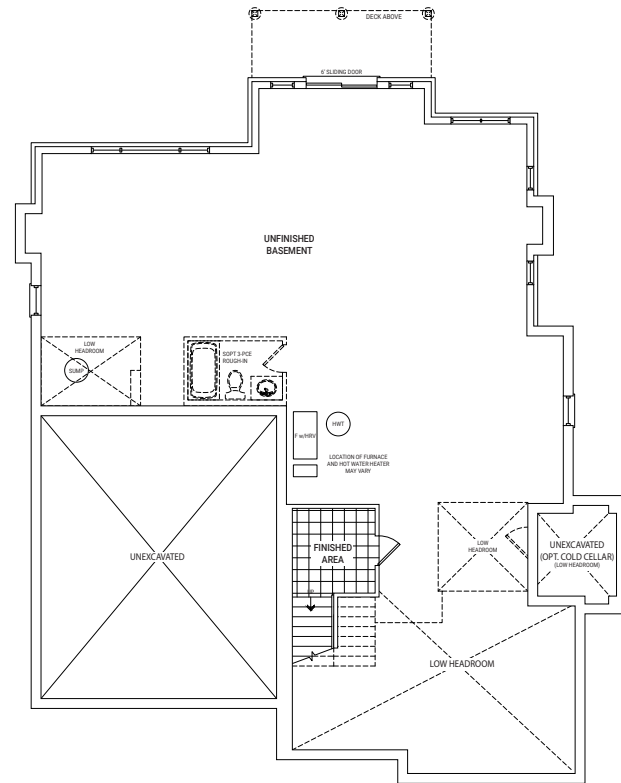 DECK ABOVE
6' SLIDING DOOR
UNFINISHED
BASEMENT
LOW
HEADROOM
SUMP
SOPT 3-PCE
ROUGH-IN
F w/HRV
HWT
LOCATION OF FURNACE
AND HOT WATER HEATER
MAY VARY
UNEXCAVATED
FINISHED
AREA
LOW
HEADROOM
UNEXCAVATED
(OPT. COLD CELLAR)
(LOW HEADROOM)
UP
LOW HEADROOM